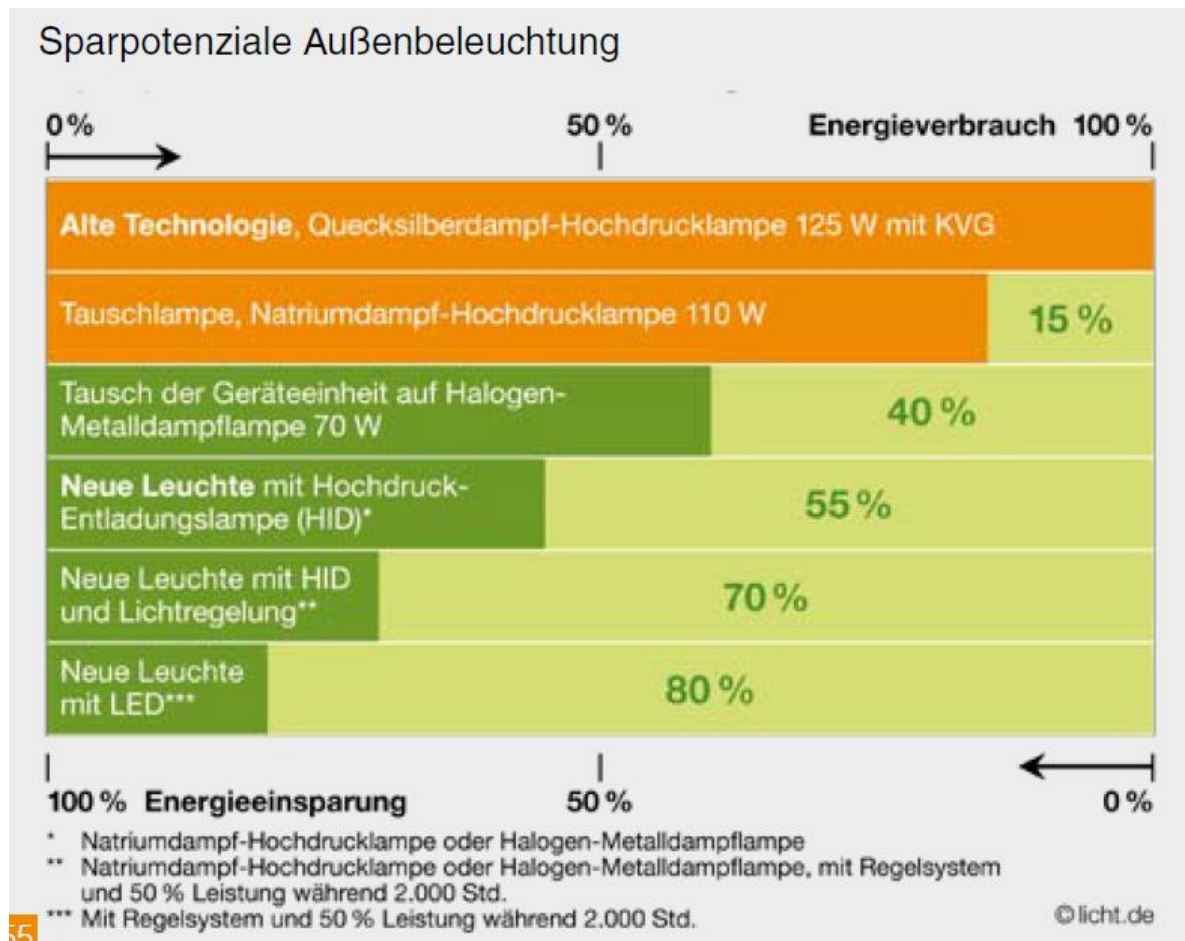 Sparpotenziale Außenbeleuchtung
0 % 50 % Energieverbrauch 100 %
Alte Technologie, Quecksilberdampf-Hochdrucklampe 125 W mit KVG
Tauschlampe, Natriumdampf-Hochdrucklampe 110 W 15 %
Tausch der Geräteeinheit auf Halogen-
Metalldampflampe 70 W
40 %
Neue Leuchte mit Hochdruck-
Entladungslampe (HID)*
55 %
Neue Leuchte mit HID
und Lichtregelung**
70 %
Neue Leuchte
mit LED***
80 %
100 % Energieeinsparung 50 % 0 %
* Natriumdampf-Hochdrucklampe oder Halogen-Metalldampflampe
** Natriumdampf-Hochdrucklampe oder Halogen-Metalldampflampe, mit Regelsystem
und 50 % Leistung während 2.000 Std.
*** Mit Regelsystem und 50 % Leistung während 2.000 Std.
© licht.de
55